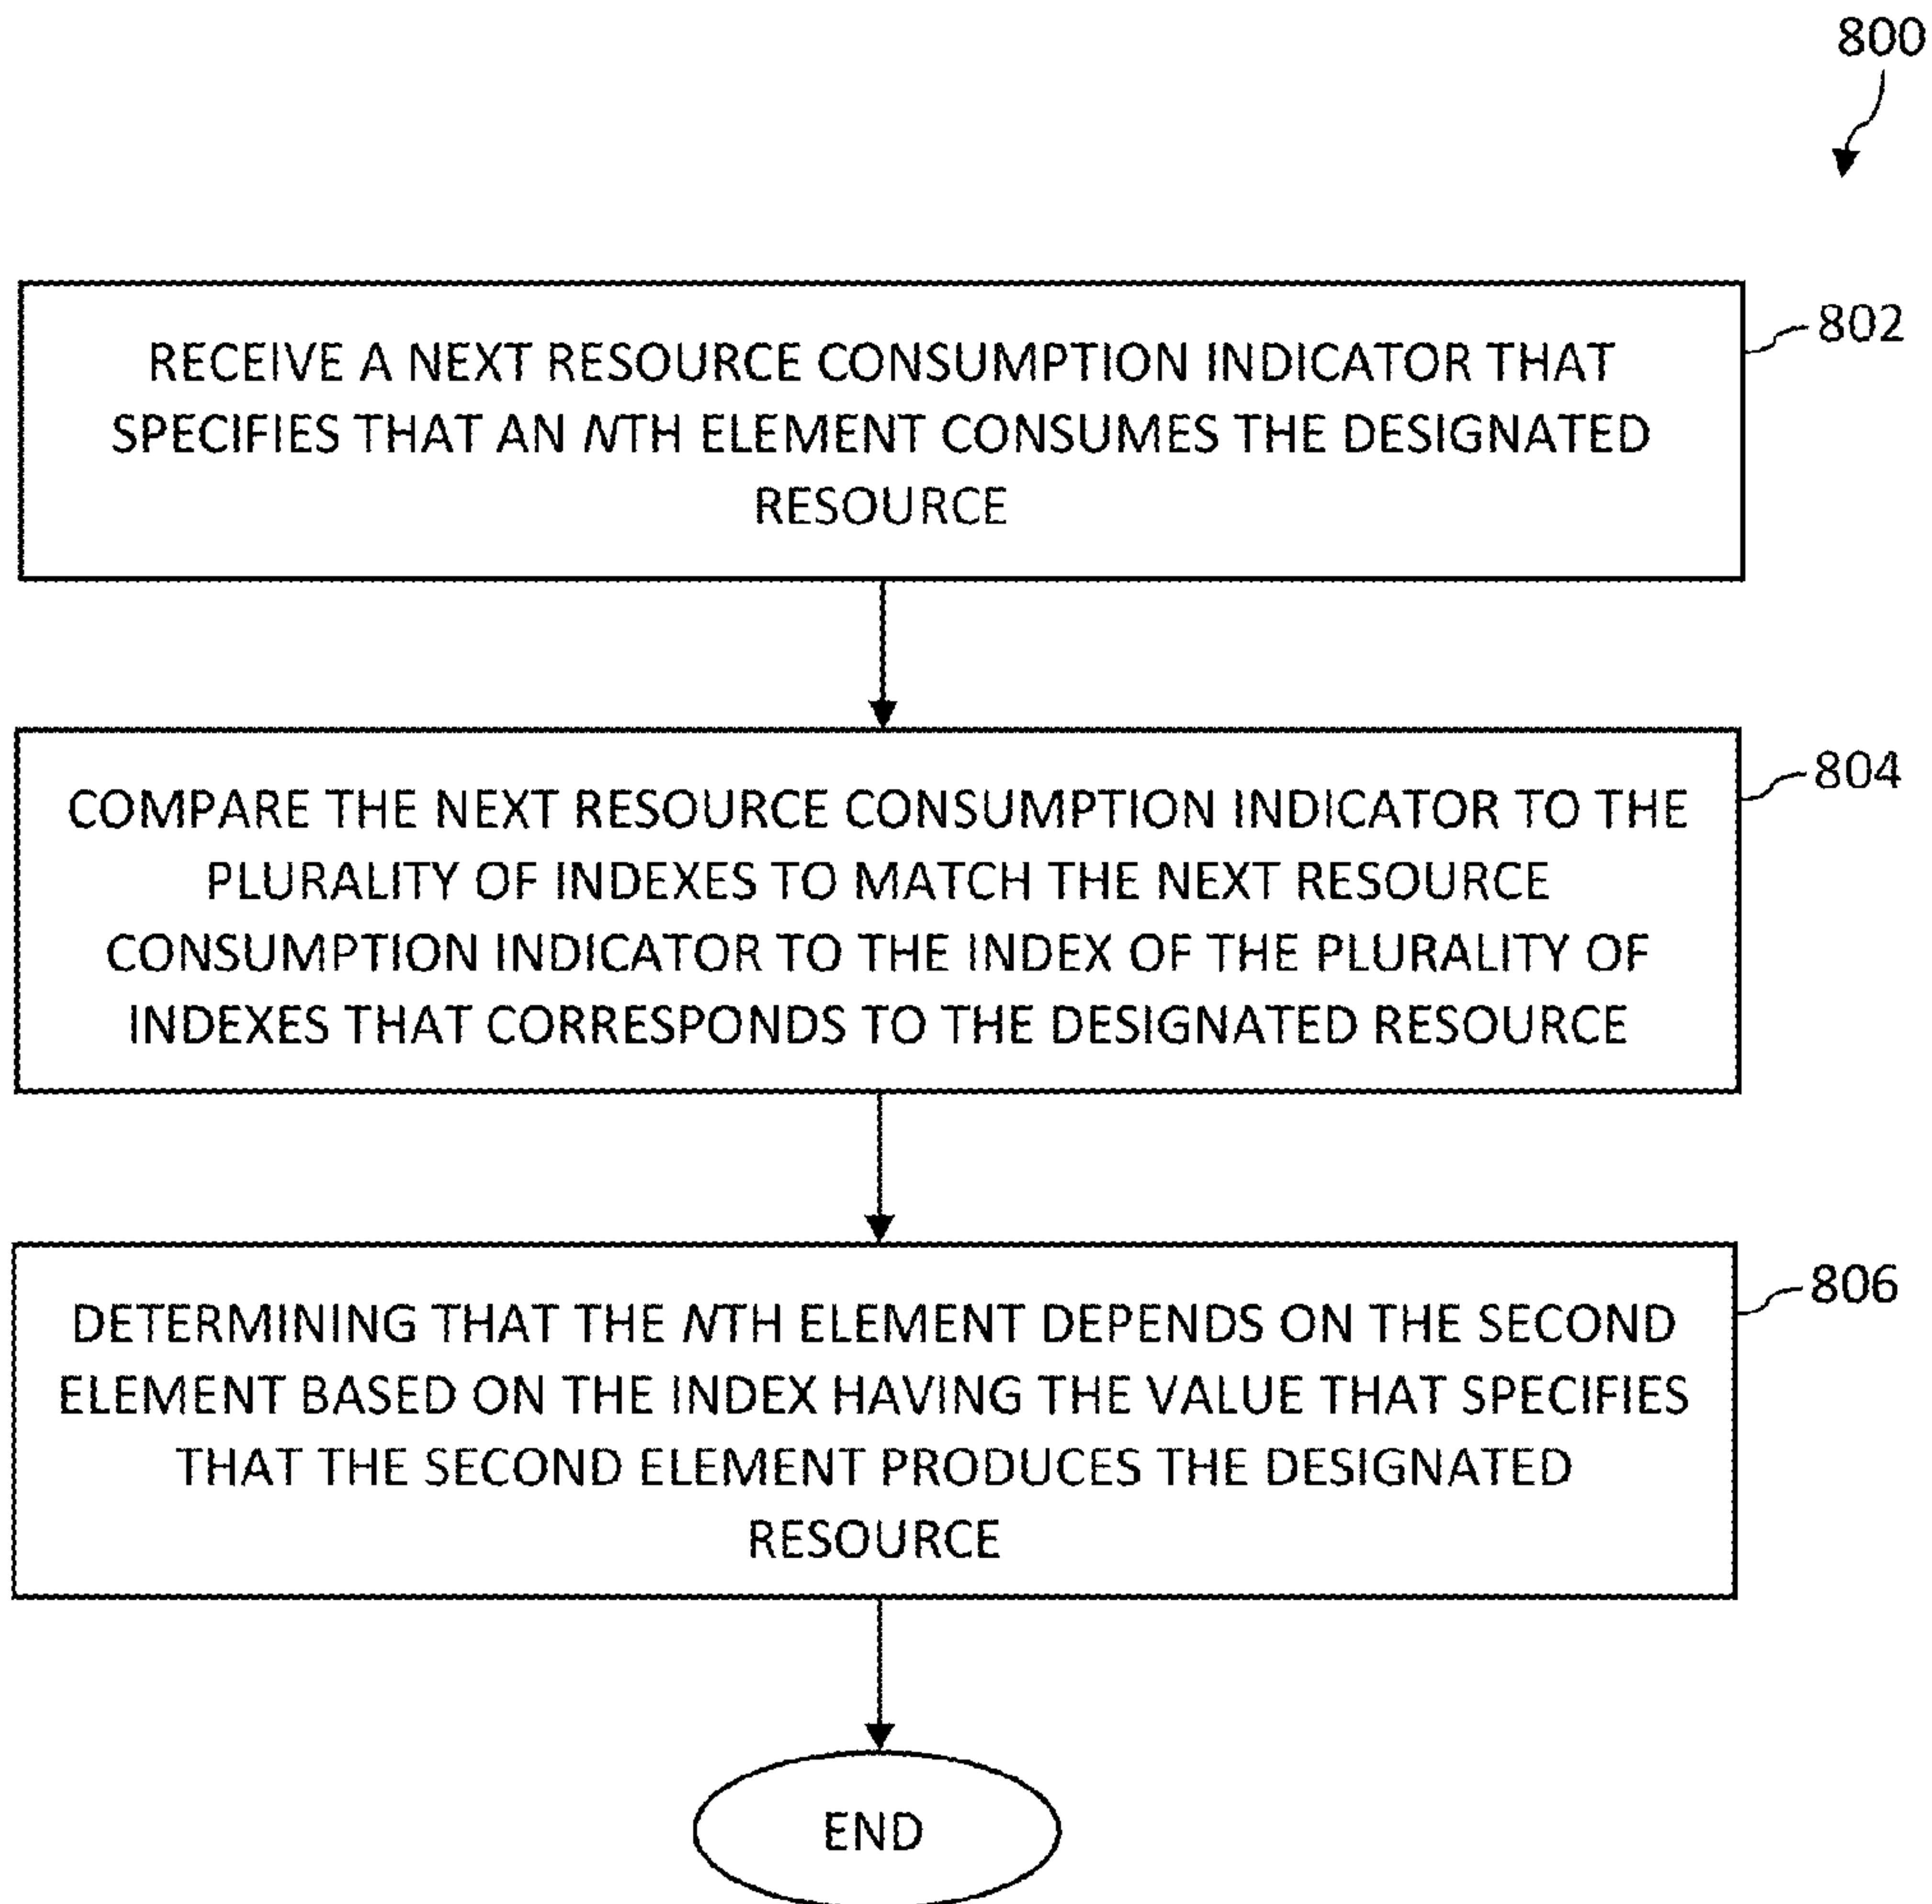 800
RECEIVE A NEXT RESOURCE CONSUMPTION INDICATOR THAT
SPECIFIES THAT AN NTH ELEMENT CONSUMES THE DESIGNATED
RESOURCE
802
COMPARE THE NEXT RESOURCE CONSUMPTION INDICATOR TO THE
PLURALITY OF INDEXES TO MATCH THE NEXT RESOURCE
CONSUMPTION INDICATOR TO THE INDEX OF THE PLURALITY OF
INDEXES THAT CORRESPONDS TO THE DESIGNATED RESOURCE
804
DETERMINING THAT THE NTH ELEMENT DEPENDS ON THE SECOND
ELEMENT BASED ON THE INDEX HAVING THE VALUE THAT SPECIFIES
THAT THE SECOND ELEMENT PRODUCES THE DESIGNATED
RESOURCE
806
END